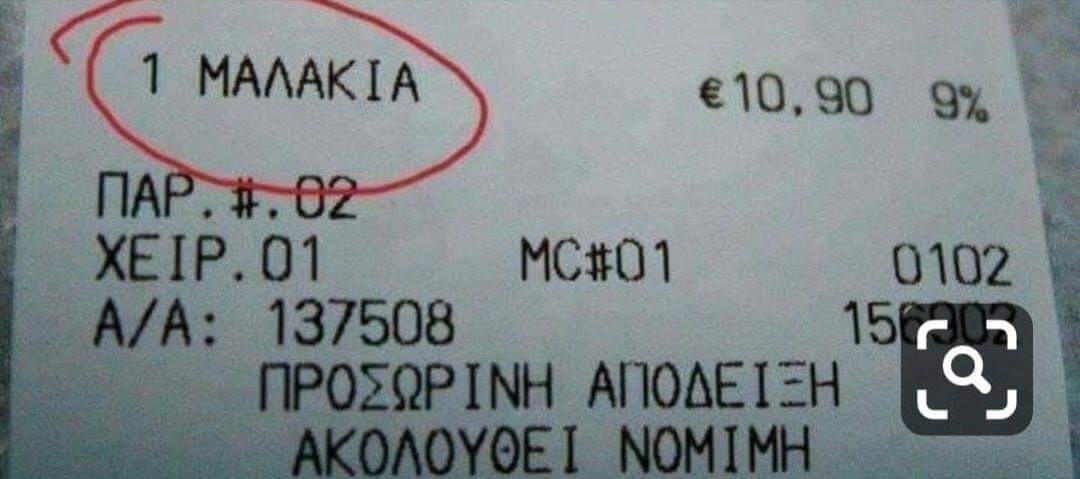 1 ΜΑΛΑΚΙΑ €10,90 9%
ΠΑΡ.#.02
ΧΕΙΡ.01 MC#01 0102
Α/Α: 137508
ΠΡΟΣΩΡΙΝΗ ΑΠΟΔΕΙΞΗ
ΑΚΟΛΟΥΘΕΙ ΝΟΜΙΜΗ